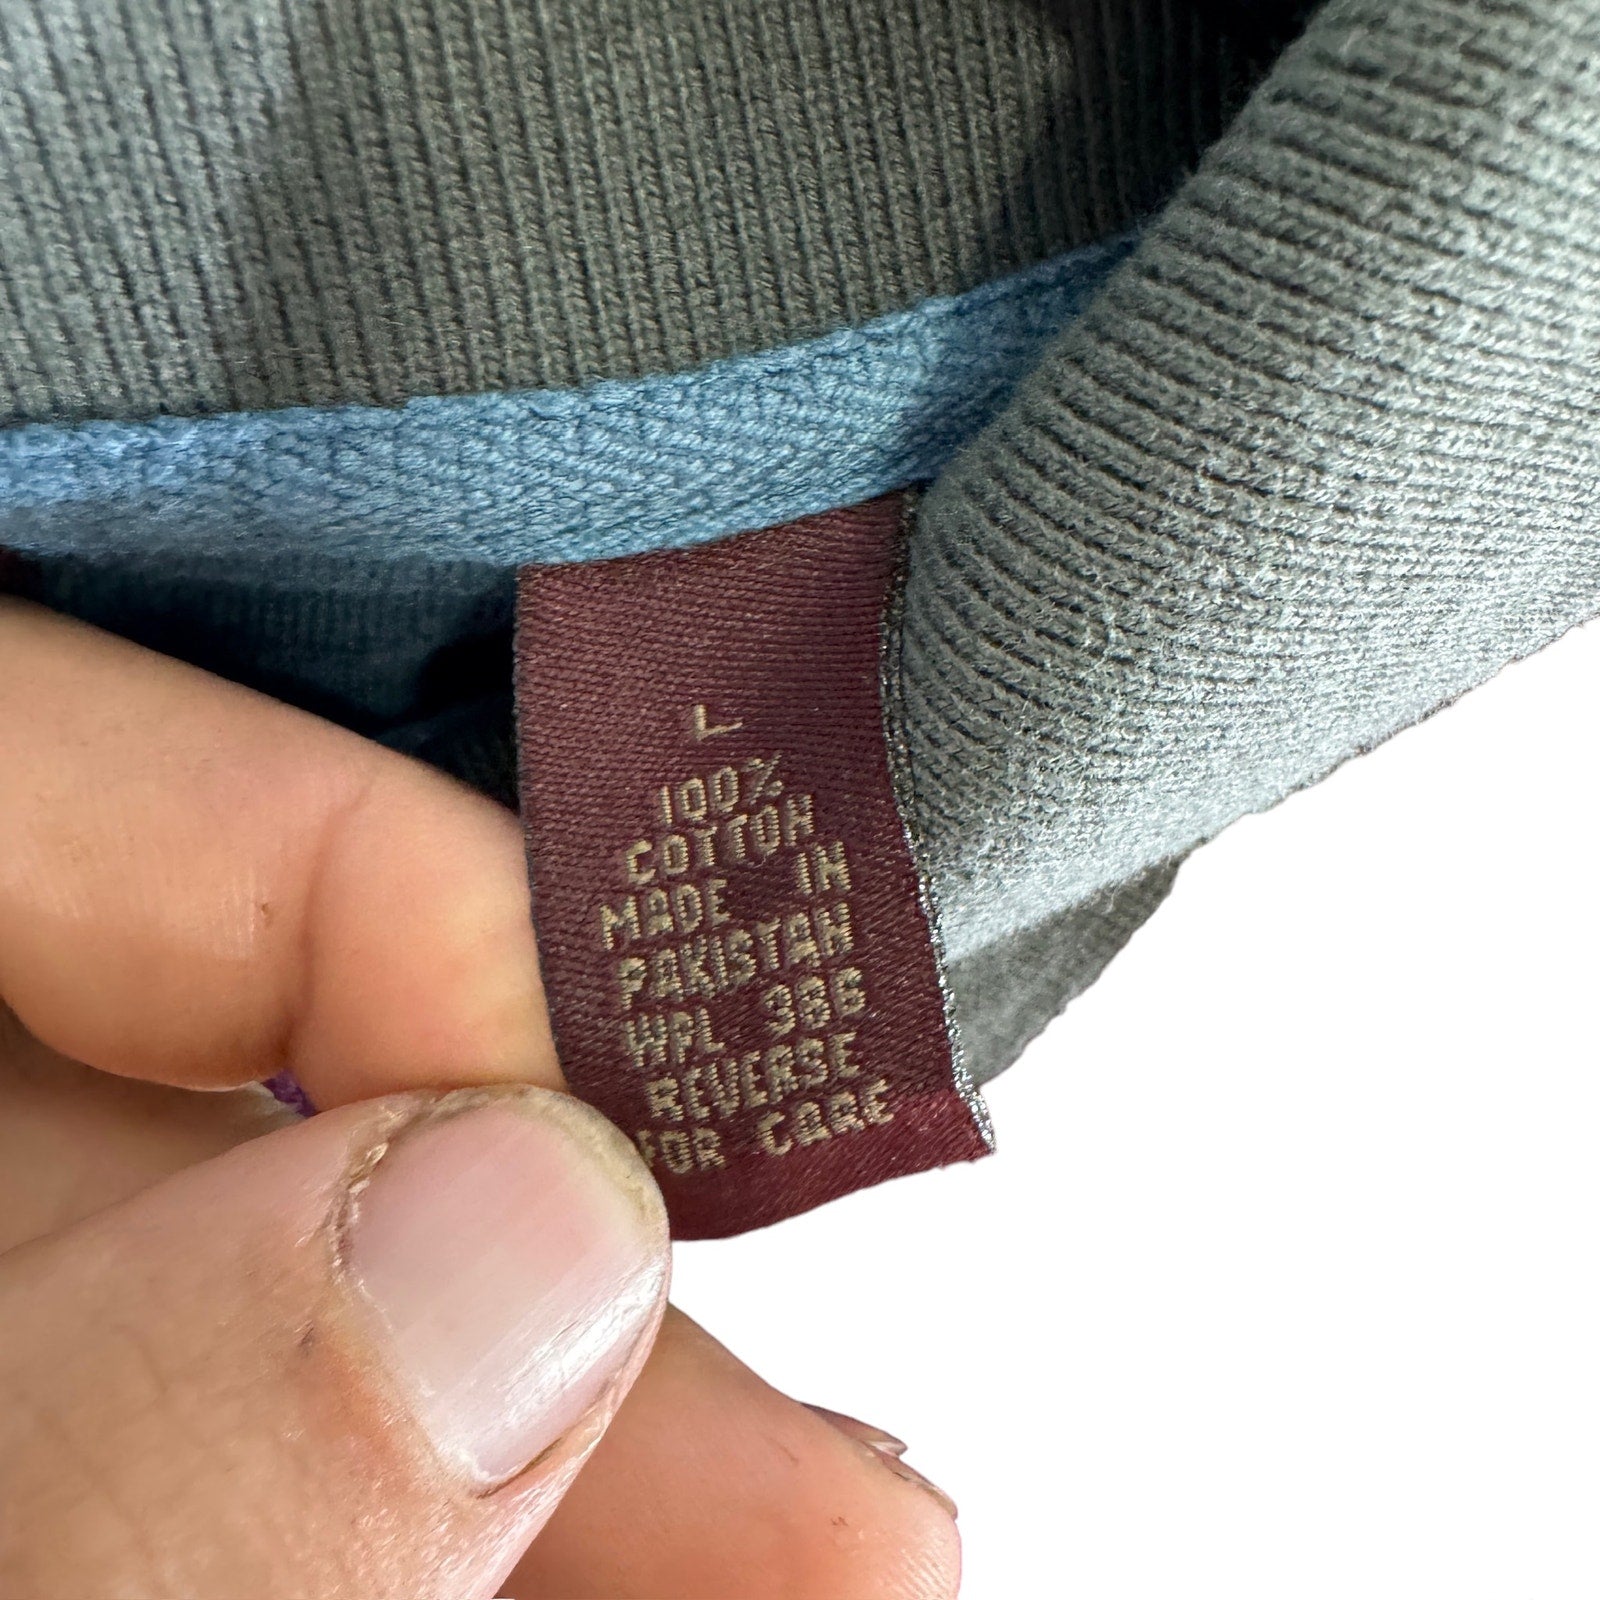 L
100%
COTTON
MADE IN
PAKISTAN
WPL 386
REVERSE
FOR CARE